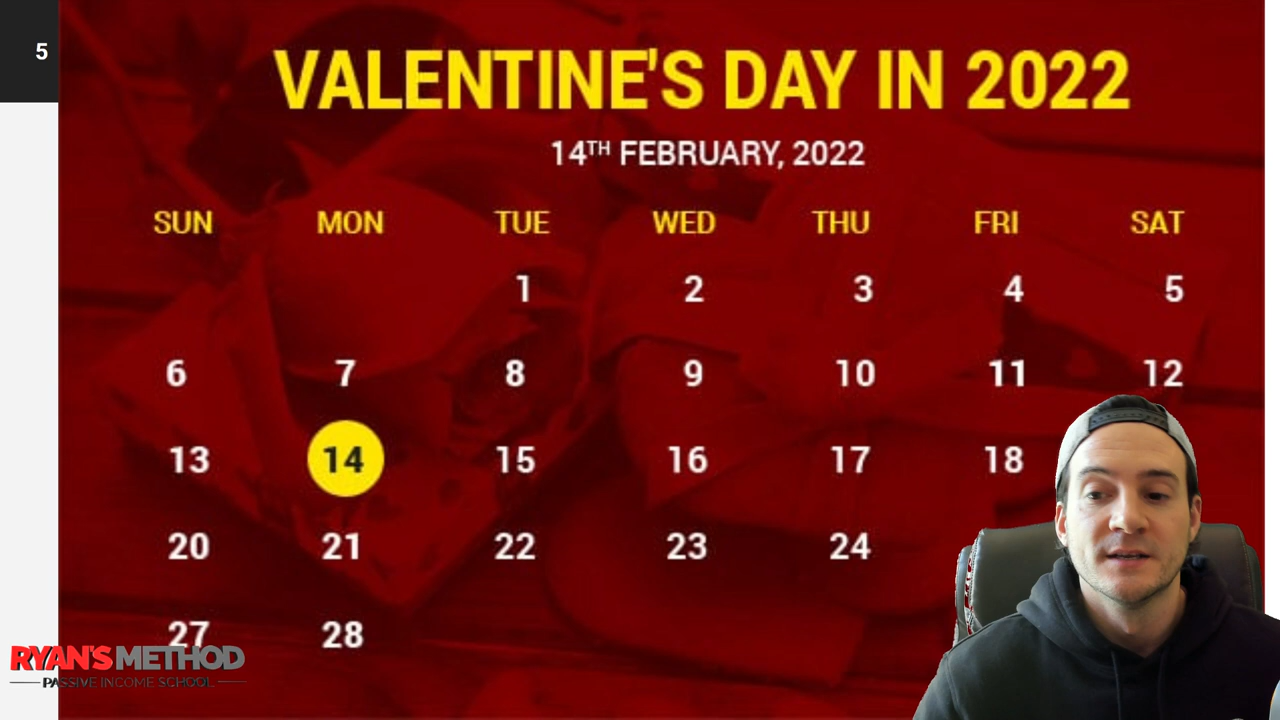 5
VALENTINE'S DAY IN 2022
14TH FEBRUARY, 2022
SUN MON TUE WED THU FRI SAT
1 2 3 4 5
6 7 8 9 10 11 12
13 14 15 16 17 18
20 21 22 23 24
27 28
RYAN'S METHOD
PASSIVE INCOME SCHOOL